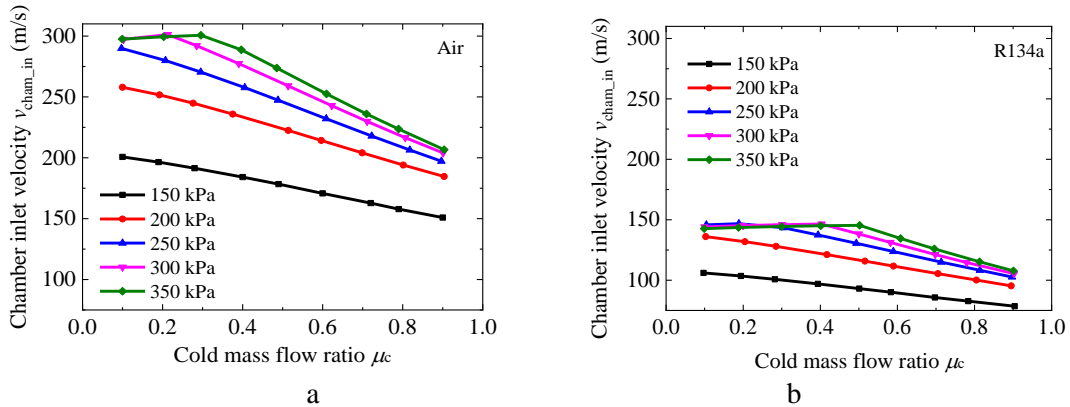 Chamber inlet velocity vcham_in (m/s)
300
250
200
150
100
Air
150 kPa
200 kPa
250 kPa
300 kPa
350 kPa
0.0 0.2 0.4 0.6 0.8 1.0
Cold mass flow ratio μc
a
Chamber inlet velocity vcham_in (m/s)
300
250
200
150
100
R134a
150 kPa
200 kPa
250 kPa
300 kPa
350 kPa
0.0 0.2 0.4 0.6 0.8 1.0
Cold mass flow ratio μc
b